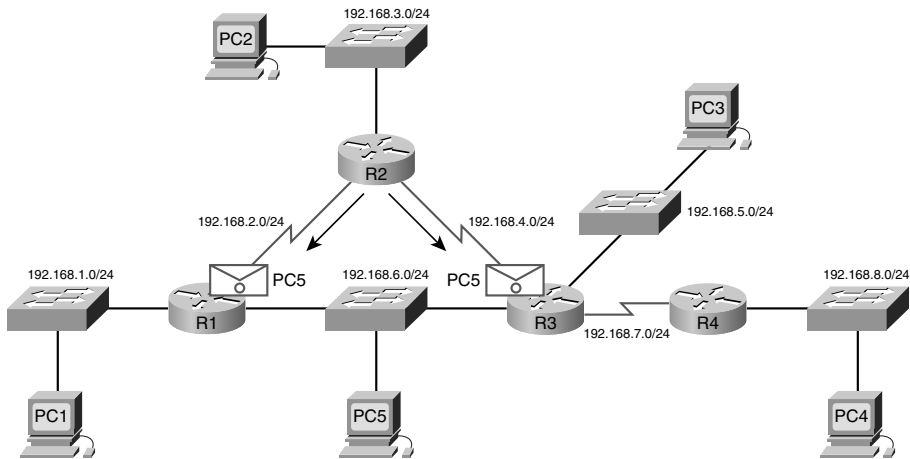 192.168.3.0/24
PC2
PC3
R2
192.168.2.0/24
192.168.4.0/24
192.168.5.0/24
192.168.1.0/24
PC5
192.168.6.0/24
PC5
192.168.8.0/24
R1
R3
R4
192.168.7.0/24
PC1
PC5
PC4